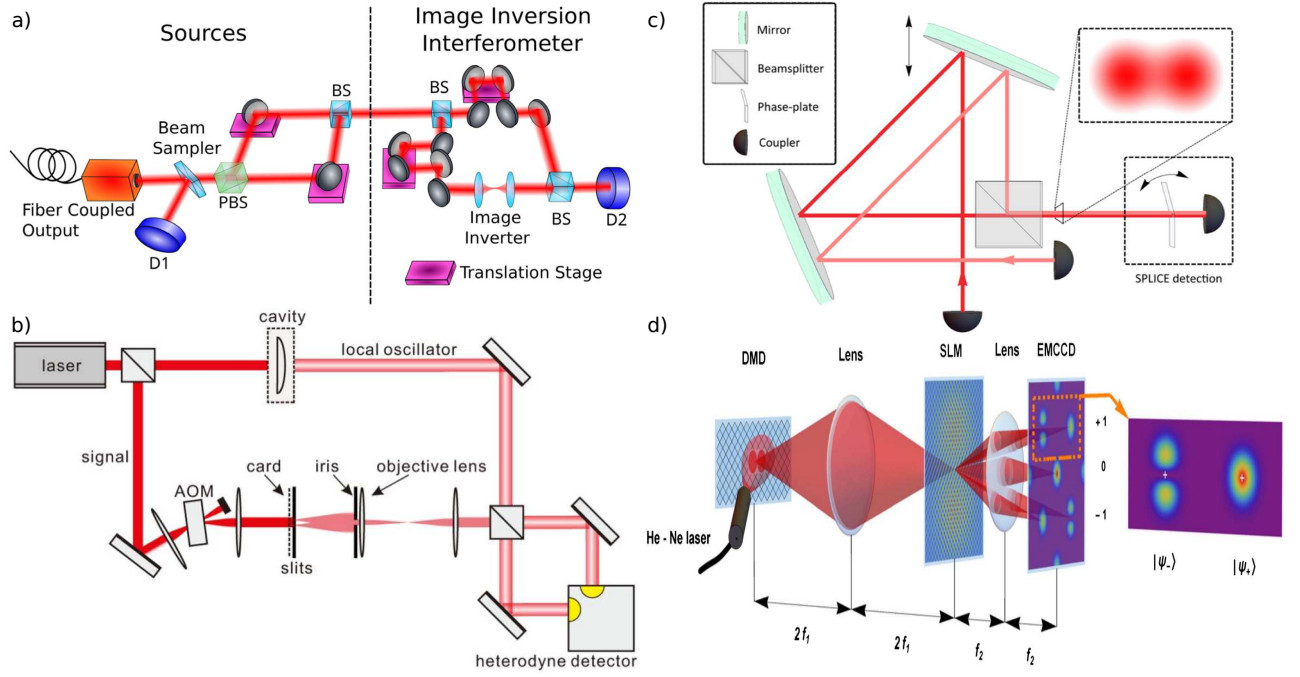 a)
Sources
Image Inversion
Interferometer
BS
BS
Beam
Sampler
Fiber Coupled
Output
PBS
D1
Image
Inverter
BS
D2
Translation Stage
b)
cavity
laser
local oscillator
signal
AOM
card
iris
objective lens
slits
heterodyne detector
c)
Mirror
Beamsplitter
Phase-plate
Coupler
SPLICE detection
d)
DMD
Lens
SLM
Lens
EMCCD
+1
0
−1
He - Ne laser
|ψ₋⟩
|ψ₊⟩
2f₁
2f₁
f₂
f₂